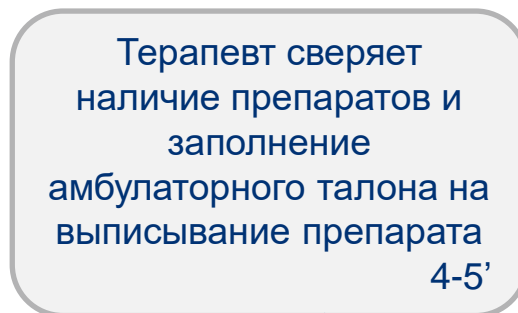 Терапевт сверяет
наличие препаратов и
заполнение
амбулаторного талона на
выписывание препарата
4-5’